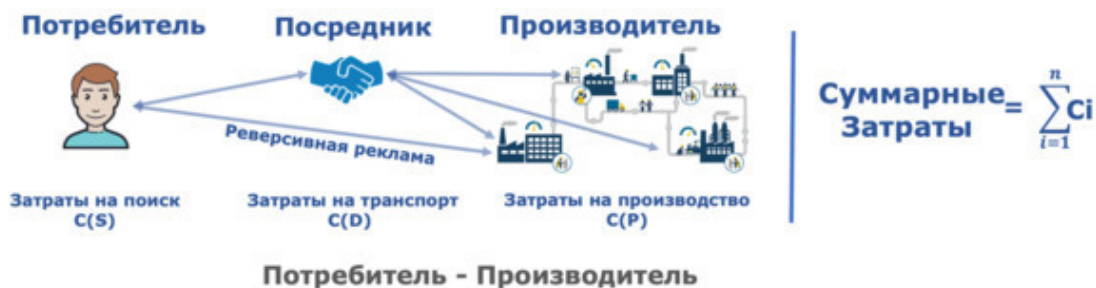 Потребитель
Посредник
Производитель
Реверсивная реклама
Затраты на поиск
C(S)
Затраты на транспорт
C(D)
Затраты на производство
C(P)
Суммарные
Затраты
= n
∑Ci
i=1
Потребитель - Производитель